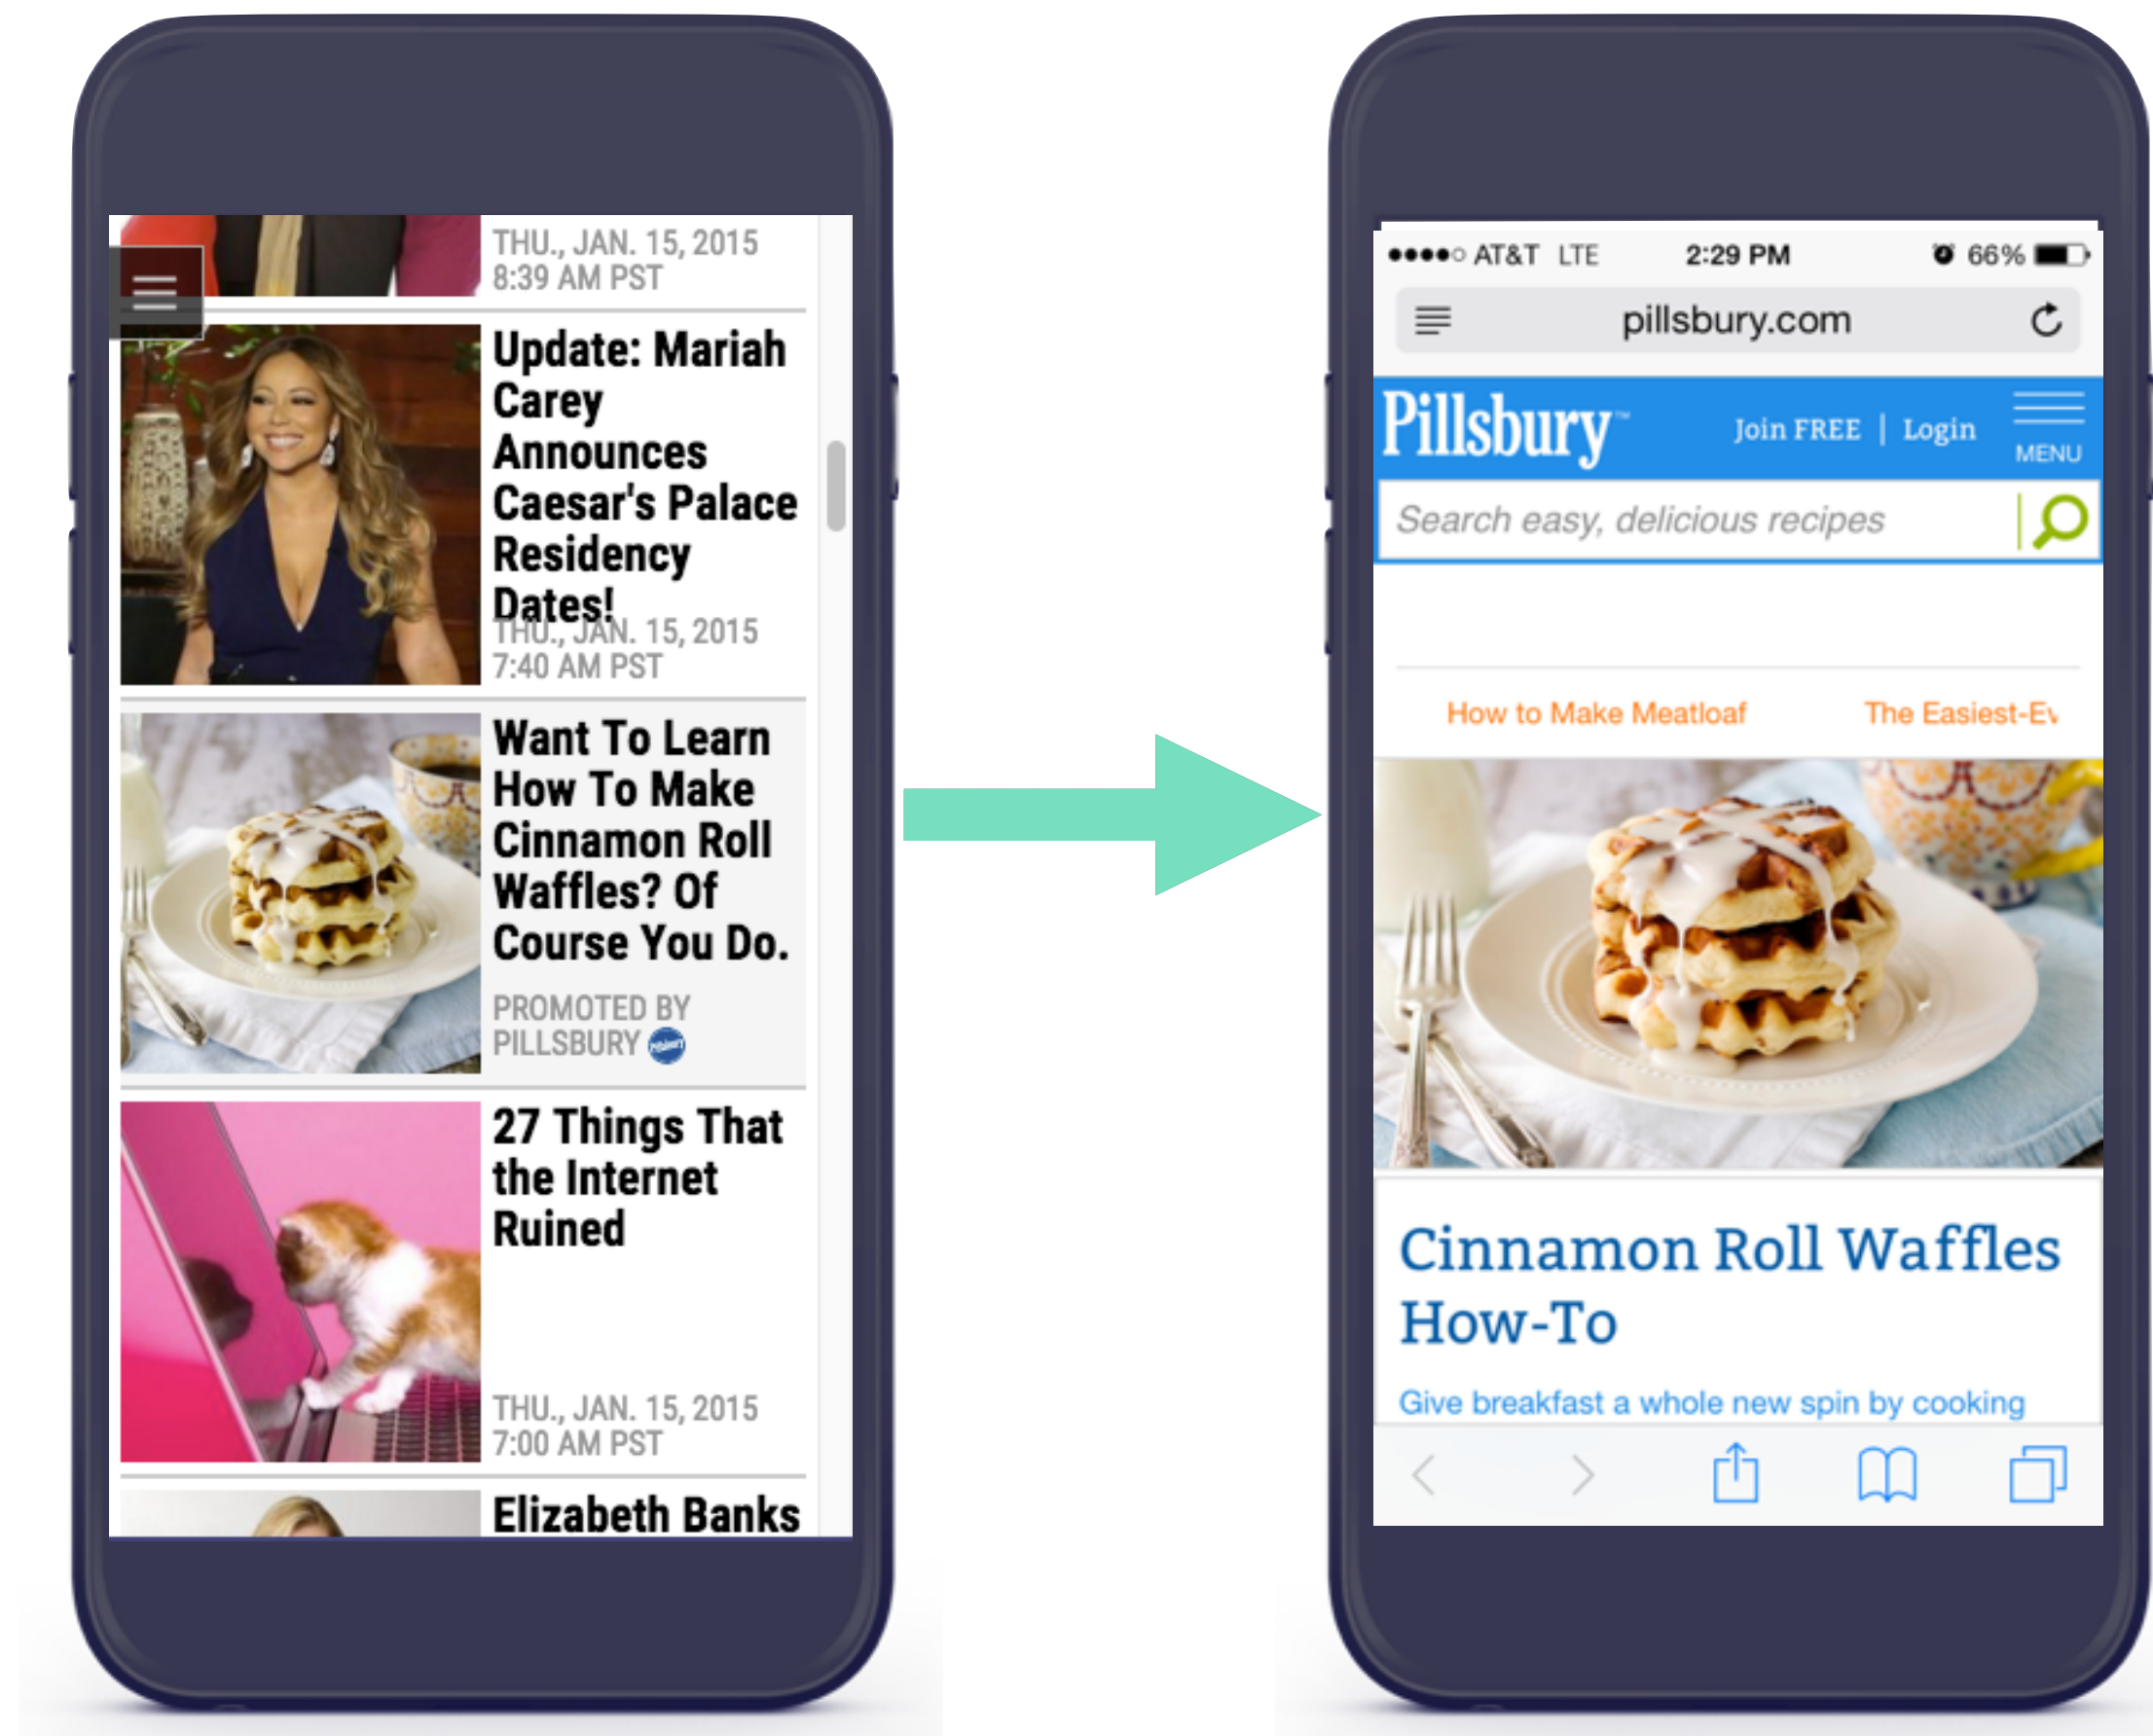 THU., JAN. 15, 2015
8:39 AM PST
Update: Mariah
Carey
Announces
Caesar's Palace
Residency
Dates!
THU., JAN. 15, 2015
7:40 AM PST
Want To Learn
How To Make
Cinnamon Roll
Waffles? Of
Course You Do.
PROMOTED BY
PILLSBURY Pillsbury
27 Things That
the Internet
Ruined
THU., JAN. 15, 2015
7:00 AM PST
Elizabeth Banks
AT&T LTE 2:29 PM 66%
pillsbury.com
Pillsbury™ Join FREE | Login
MENU
Search easy, delicious recipes
How to Make Meatloaf The Easiest-Ev
Cinnamon Roll Waffles
How-To
Give breakfast a whole new spin by cooking